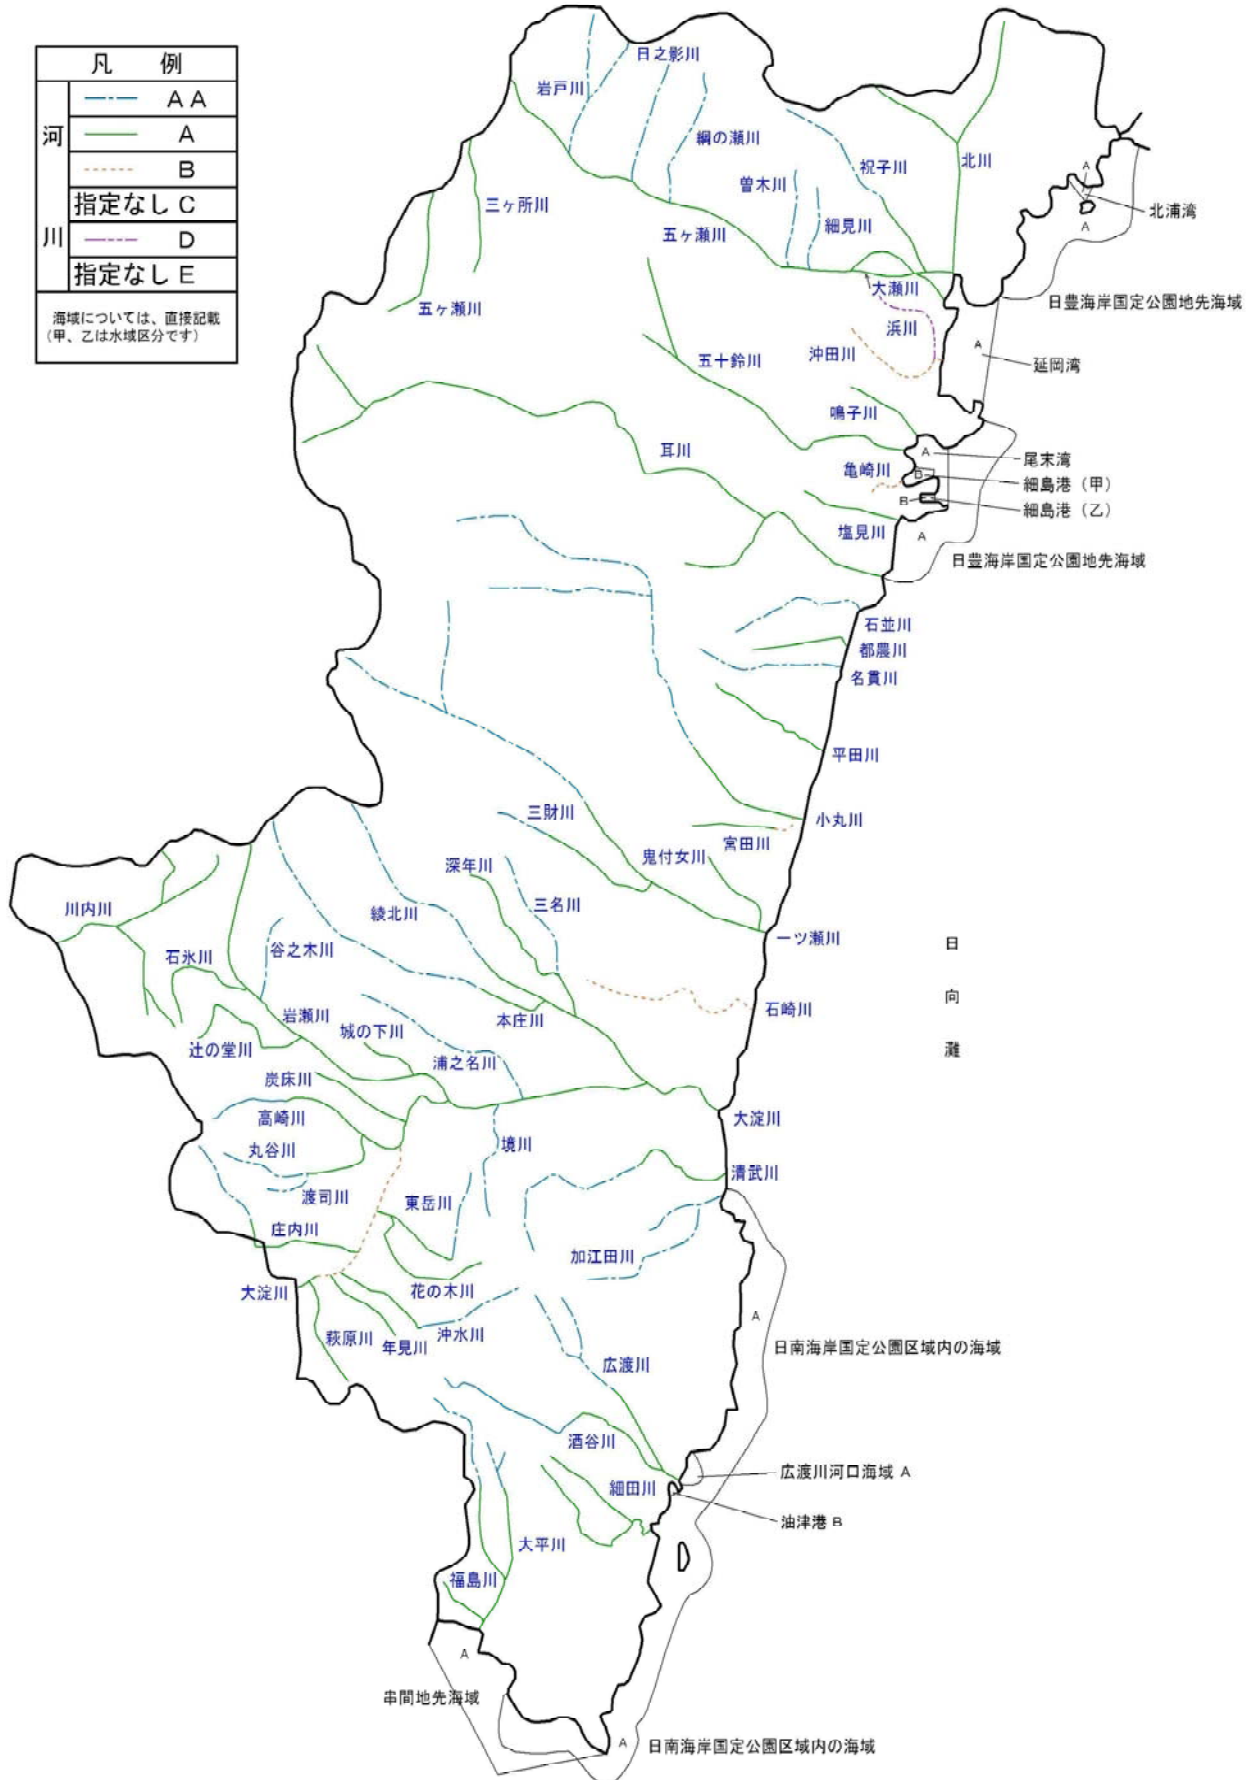 凡 例
河川
AA
A
B
指定なし C
D
指定なし E
海域については、直接記載
(甲、乙は水域区分です)
日之影川
岩戸川
綱の瀬川
祝子川
北川
曽木川
三ヶ所川
細見川
五ヶ瀬川
A
A
北浦湾
大瀬川
日豊海岸国定公園地先海域
五ヶ瀬川
浜川
A
沖田川
五十鈴川
延岡湾
鳴子川
耳川
A
尾末湾
亀崎川
B
細島港(甲)
B
細島港(乙)
塩見川
A
日豊海岸国定公園地先海域
石並川
都農川
名貫川
平田川
三財川
小丸川
宮田川
鬼付女川
深年川
三名川
川内川
綾北川
一ツ瀬川
谷之木川
石氷川
日
向
灘
石崎川
岩瀬川
本庄川
城の下川
辻の堂川
浦之名川
炭床川
高崎川
大淀川
境川
丸谷川
清武川
渡司川
東岳川
庄内川
加江田川
大淀川
花の木川
A
沖水川
萩原川
年見川
日南海岸国定公園区域内の海域
広渡川
酒谷川
広渡川河口海域 A
細田川
油津港 B
大平川
福島川
A
串間地先海域
A
日南海岸国定公園区域内の海域